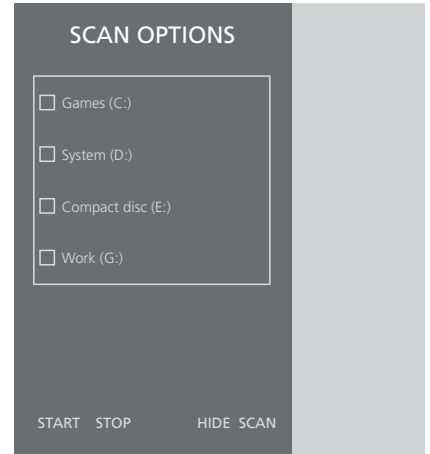 SCAN OPTIONS
Games (C:)
System (D:)
Compact disc (E:)
Work (G:)
START STOP HIDE SCAN